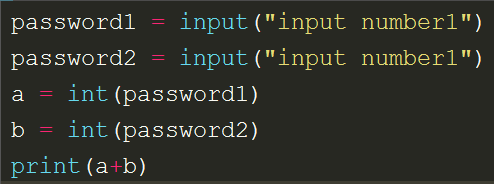 password1 = input("input number1")
password2 = input("input number1")
a = int(password1)
b = int(password2)
print(a+b)